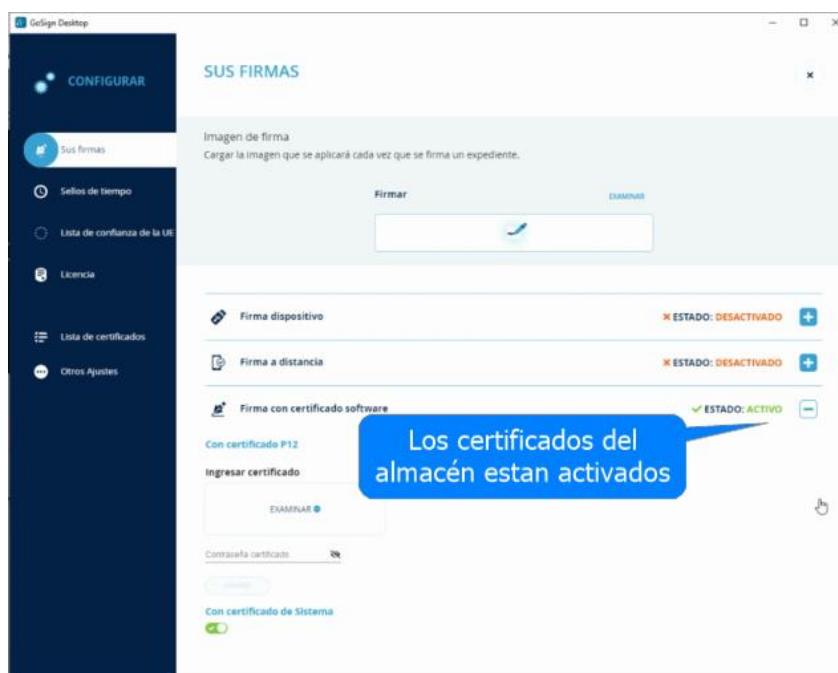 GoSign Desktop
CONFIGURAR
Sus firmas
Sellos de tiempo
Lista de confianza de la UE
Licencia
Lista de certificados
Otros Ajustes
SUS FIRMAS
Imagen de firma
Cargar la imagen que se aplicará cada vez que se firma un expediente.
Firmar
EXAMINAR
Firma dispositivo
ESTADO: DESACTIVADO
Firma a distancia
ESTADO: DESACTIVADO
Firma con certificado software
ESTADO: ACTIVO
Los certificados del
almacén estan activados
Con certificado P12
Ingresar certificado
EXAMINAR
Contraseña certificado
Con certificado de Sistema